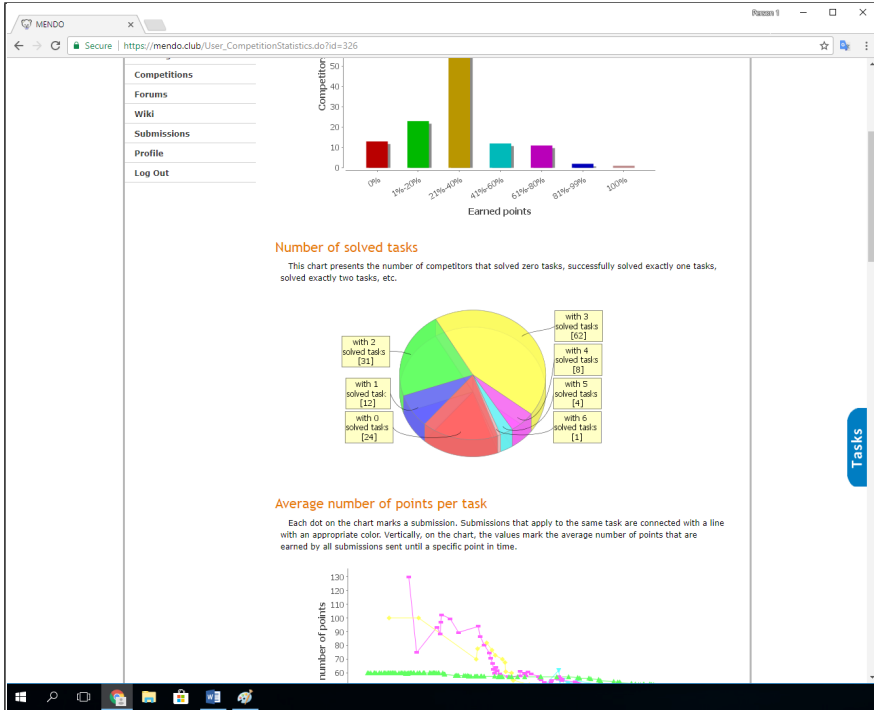 Person 1
MENDO
Secure | https://mendo.club/User_CompetitionStatistics.do?id=326
Competitions
Forums
Wiki
Submissions
Profile
Log Out
50
40
30
20
10
0
0%
1%-20%
21%-40%
41%-60%
61%-80%
81%-99%
100%
Earned points
Number of solved tasks
This chart presents the number of competitors that solved zero tasks, successfully solved exactly one tasks,
solved exactly two tasks, etc.
with 3
solved tasks
[62]
with 2
solved tasks
[31]
with 4
solved tasks
[8]
with 1
solved task
[12]
with 5
solved tasks
[4]
with 0
solved tasks
[24]
with 6
solved tasks
[1]
Tasks
Average number of points per task
Each dot on the chart marks a submission. Submissions that apply to the same task are connected with a line
with an appropriate color. Vertically, on the chart, the values mark the average number of points that are
earned by all submissions sent until a specific point in time.
number of points
130
120
110
100
90
80
70
60